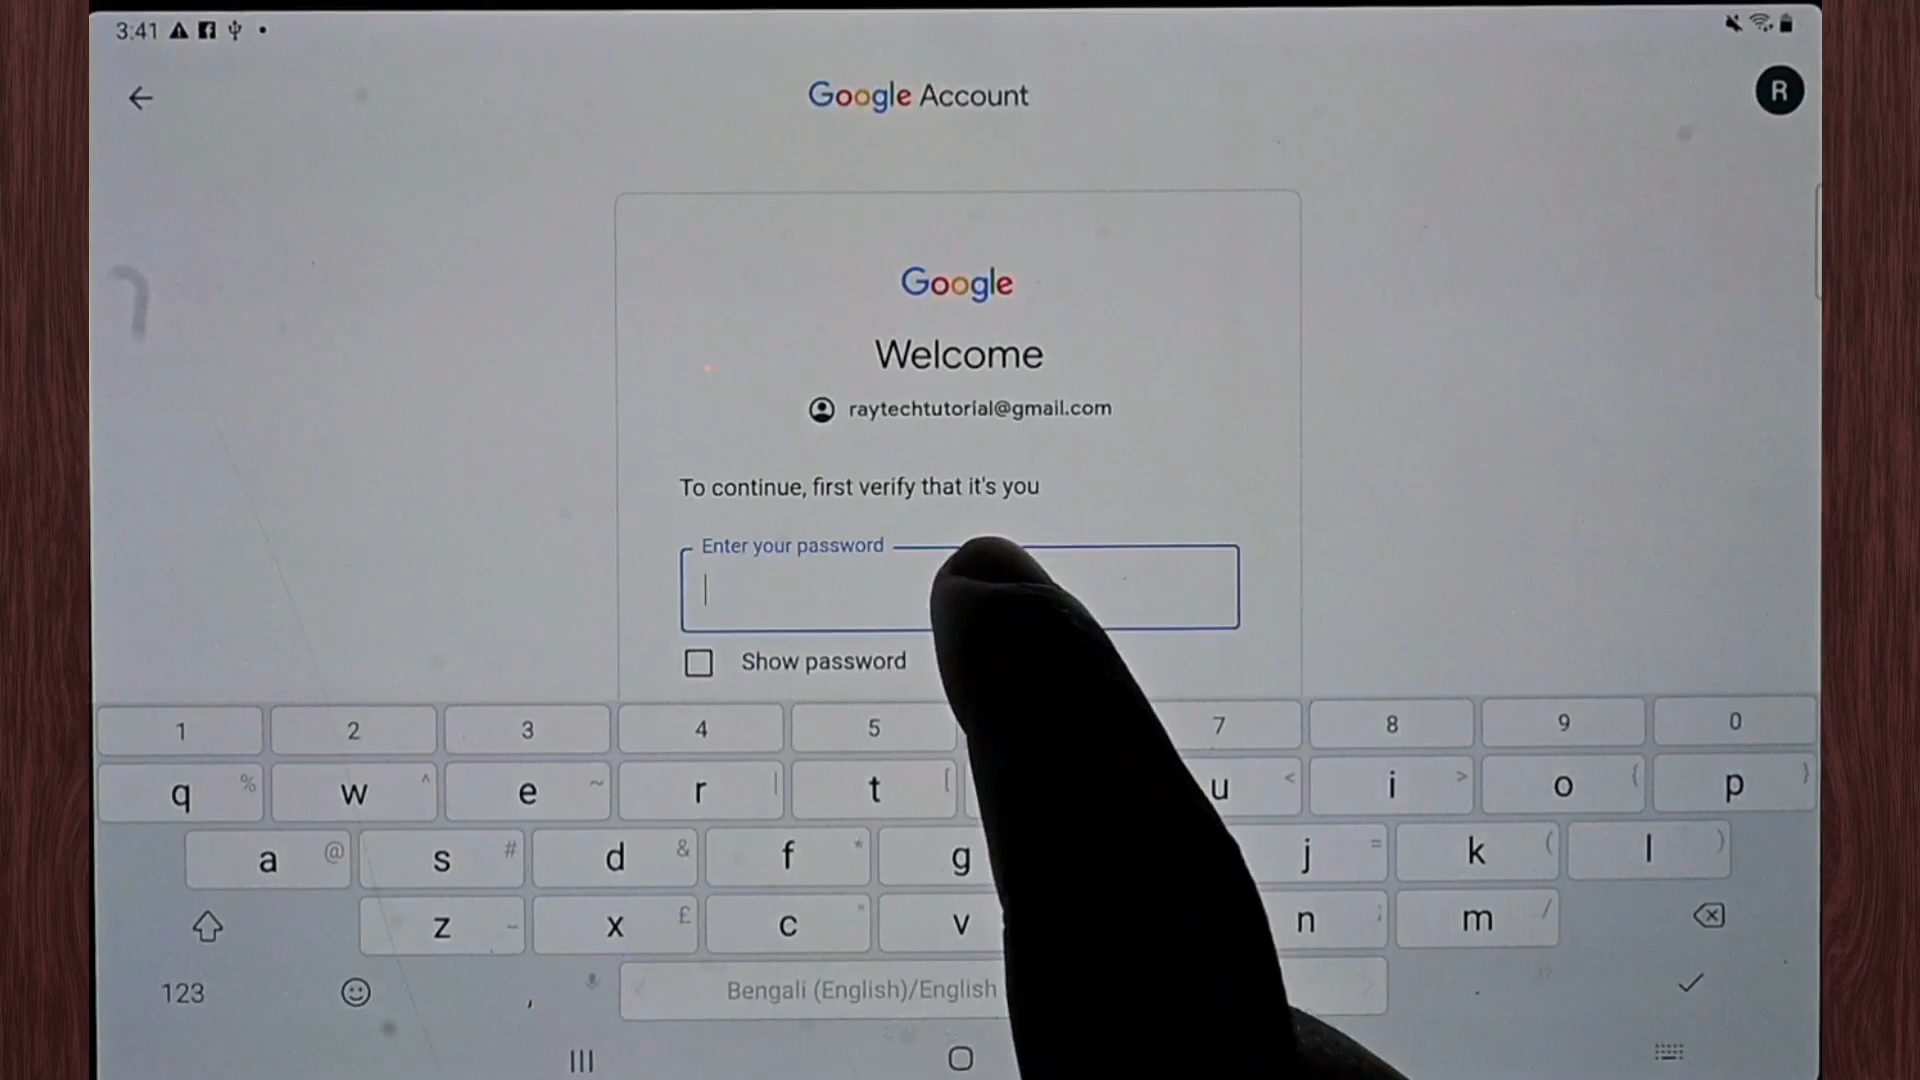 3:41
Google Account
R
Google
Welcome
raytechtutorial@gmail.com
To continue, first verify that it's you
Enter your password
Show password
1 2 3 4 5 7 8 9 0
q % w ^ e ~ r | t [ u < i > o { p }
a @ s # d & f * g j = k ( l )
z _ x £ c " v n ; m /
123 , Bengali (English)/English . !?